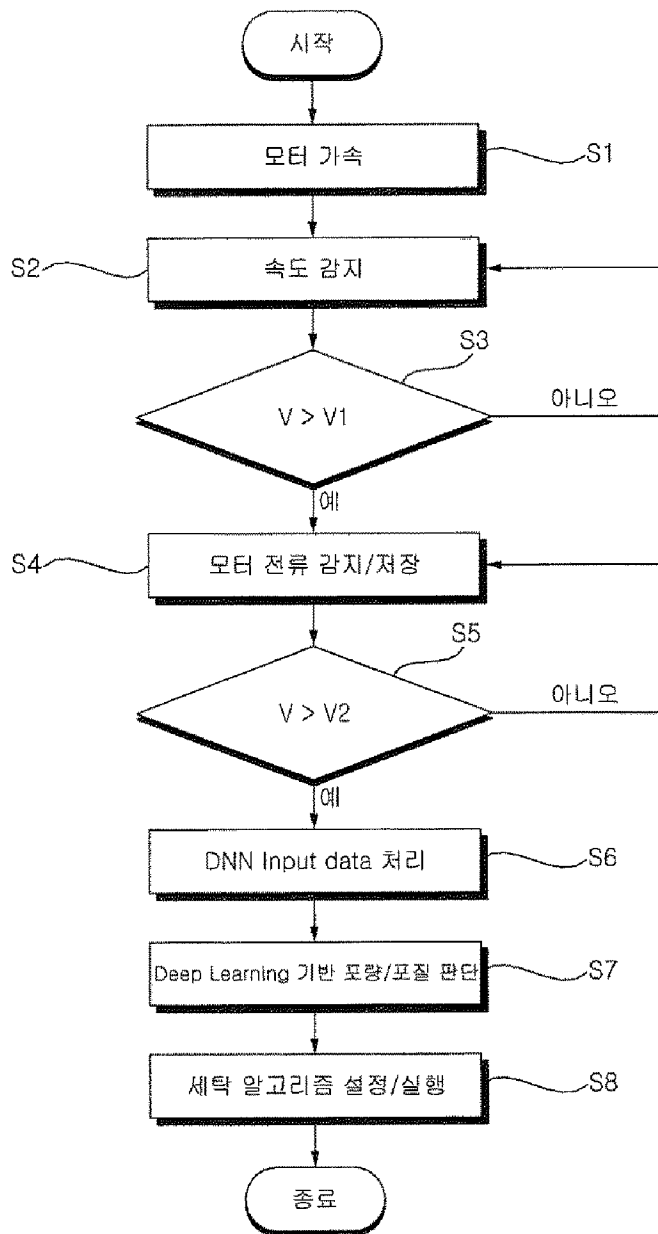 시작
모터 가속
S1
S2
속도 감지
S3
V > V1
아니오
예
S4
모터 전류 감지/저장
S5
V > V2
아니오
예
DNN Input data 처리
S6
Deep Learning 기반 포량/포질 판단
S7
세탁 알고리즘 설정/실행
S8
종료